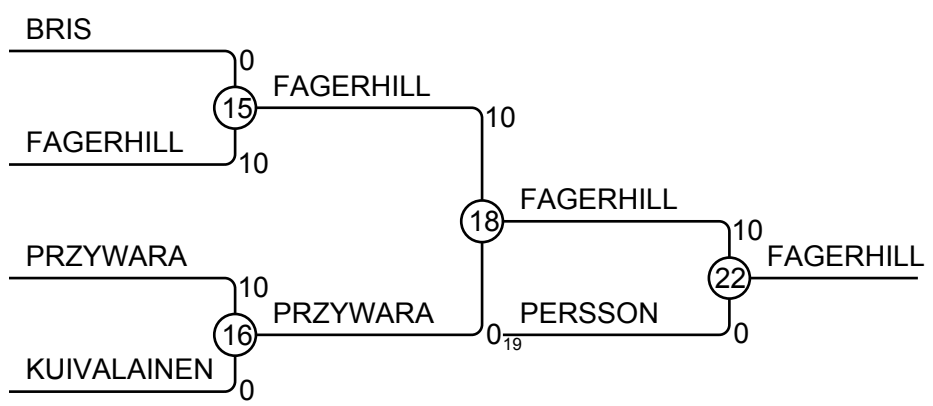 BRIS
0
15
FAGERHILL
10
FAGERHILL
10
18
FAGERHILL
10
22
FAGERHILL
PRZYWARA
10
16
PRZYWARA
0
19
PERSSON
0
KUIVALAINEN
0